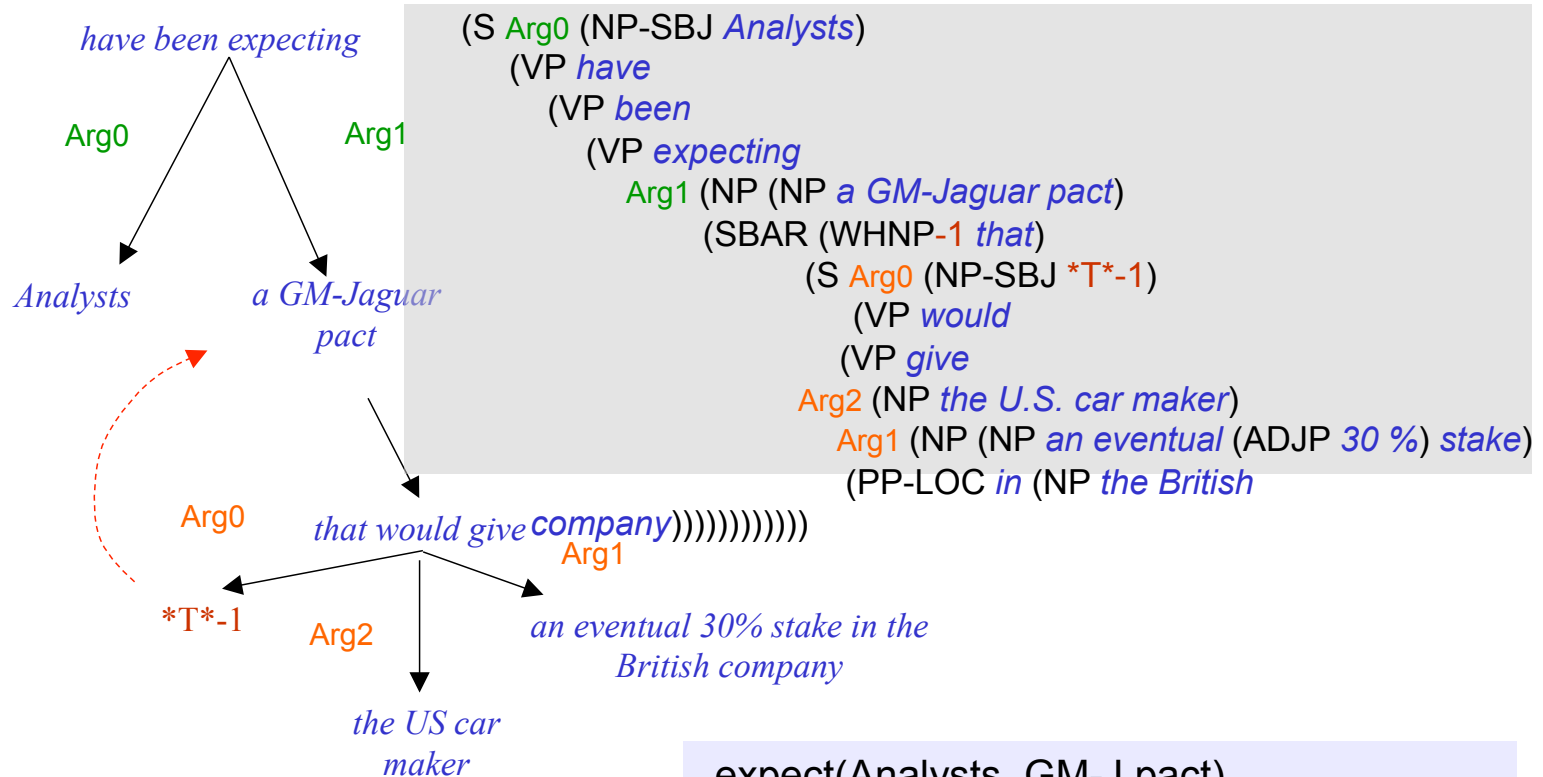 have been expecting
Arg0
Arg1
Analysts
a GM-Jaguar
pact
Arg0
that would give
Arg1
*T*-1
Arg2
an eventual 30% stake in the
British company
the US car
maker
(S Arg0 (NP-SBJ Analysts)
(VP have
(VP been
(VP expecting
Arg1 (NP (NP a GM-Jaguar pact)
(SBAR (WHNP-1 that)
(S Arg0 (NP-SBJ *T*-1)
(VP would
(VP give
Arg2 (NP the U.S. car maker)
Arg1 (NP (NP an eventual (ADJP 30 %) stake)
(PP-LOC in (NP the British
company))))))))))))
expect(Analysts, GM-J pact)